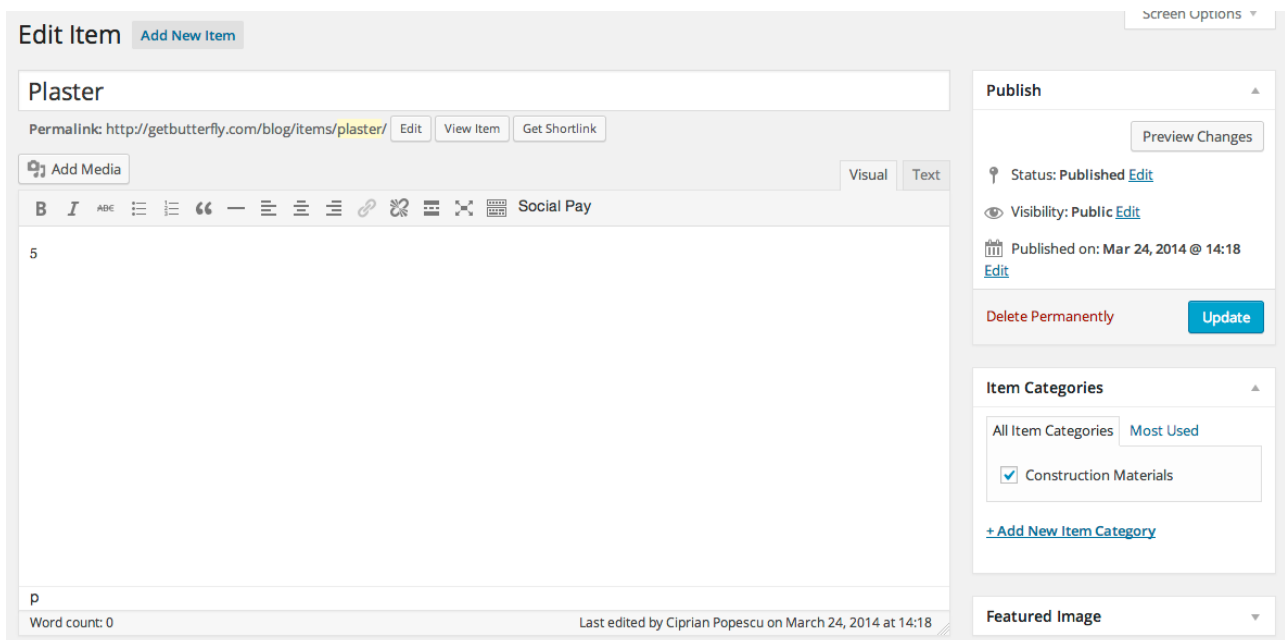 Screen Options
Edit Item Add New Item
Plaster
Permalink: http://getbutterfly.com/blog/items/plaster/ Edit View Item Get Shortlink
Add Media
Visual Text
B I ABC Social Pay
5
p
Word count: 0 Last edited by Ciprian Popescu on March 24, 2014 at 14:18
Publish
Preview Changes
Status: Published Edit
Visibility: Public Edit
Published on: Mar 24, 2014 @ 14:18
Edit
Delete Permanently Update
Item Categories
All Item Categories Most Used
Construction Materials
+ Add New Item Category
Featured Image